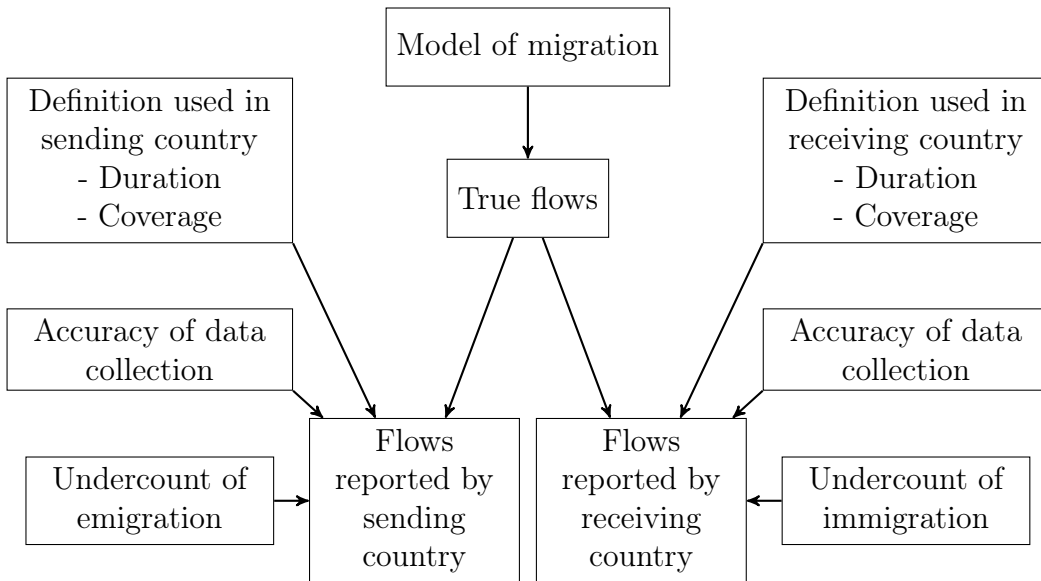 Model of migration
Definition used in
sending country
- Duration
- Coverage
Definition used in
receiving country
- Duration
- Coverage
True flows
Accuracy of data
collection
Accuracy of data
collection
Undercount of
emigration
Flows
reported by
sending
country
Flows
reported by
receiving
country
Undercount of
immigration